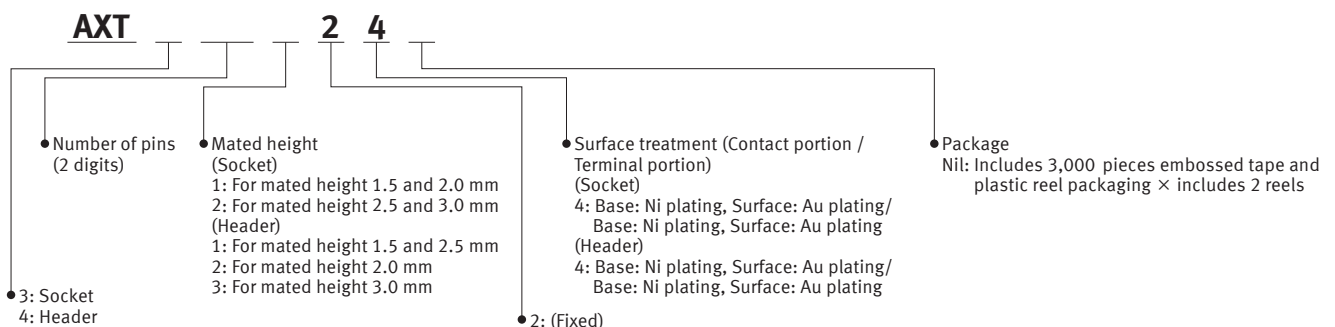 AXT 2 4
Number of pins
(2 digits)
Mated height
(Socket)
1: For mated height 1.5 and 2.0 mm
2: For mated height 2.5 and 3.0 mm
(Header)
1: For mated height 1.5 and 2.5 mm
2: For mated height 2.0 mm
3: For mated height 3.0 mm
Surface treatment (Contact portion /
Terminal portion)
(Socket)
4: Base: Ni plating, Surface: Au plating/
Base: Ni plating, Surface: Au plating
(Header)
4: Base: Ni plating, Surface: Au plating/
Base: Ni plating, Surface: Au plating
Package
Nil: Includes 3,000 pieces embossed tape and
plastic reel packaging × includes 2 reels
3: Socket
4: Header
2: (Fixed)